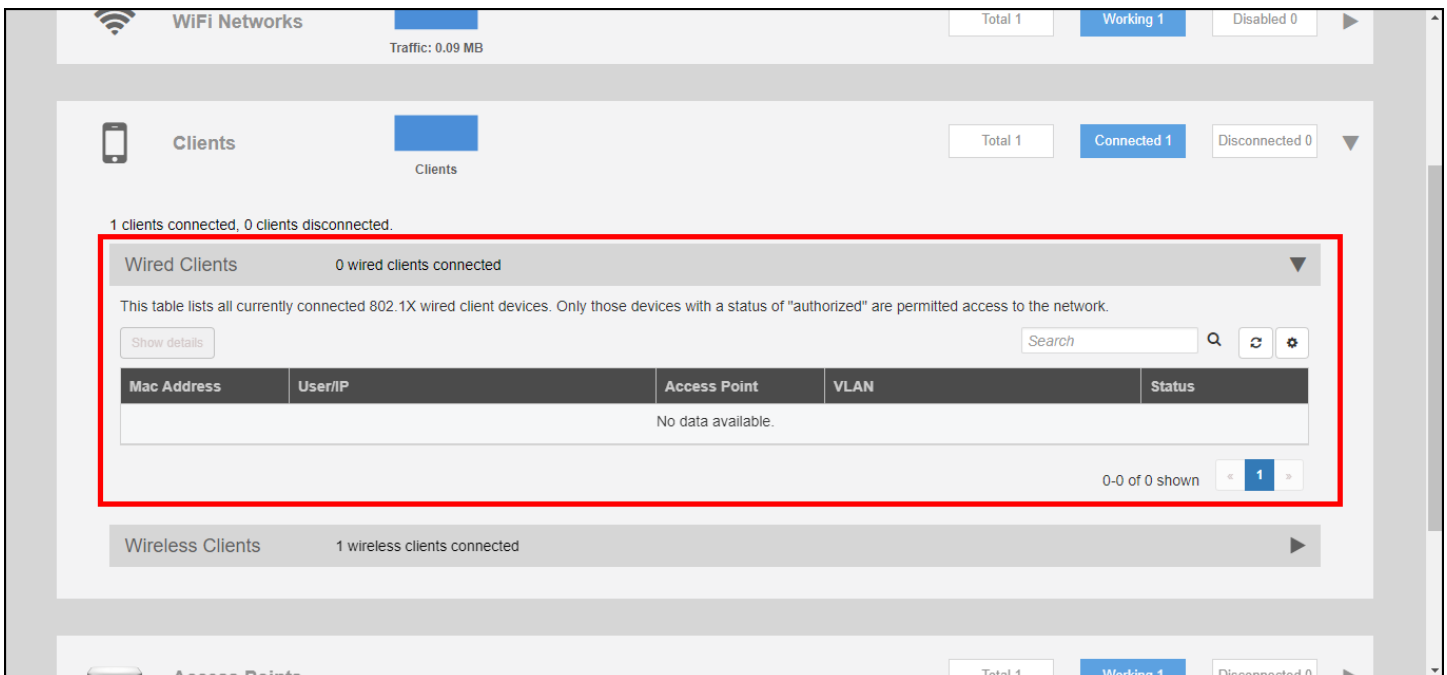 WiFi Networks
Total 1
Working 1
Disabled 0
Traffic: 0.09 MB
Clients
Total 1
Connected 1
Disconnected 0
Clients
1 clients connected, 0 clients disconnected.
Wired Clients
0 wired clients connected
This table lists all currently connected 802.1X wired client devices. Only those devices with a status of "authorized" are permitted access to the network.
Show details
Search
Mac Address
User/IP
Access Point
VLAN
Status
No data available.
0-0 of 0 shown
«
1
»
Wireless Clients
1 wireless clients connected
Access Points
Total 1
Working 1
Disconnected 0